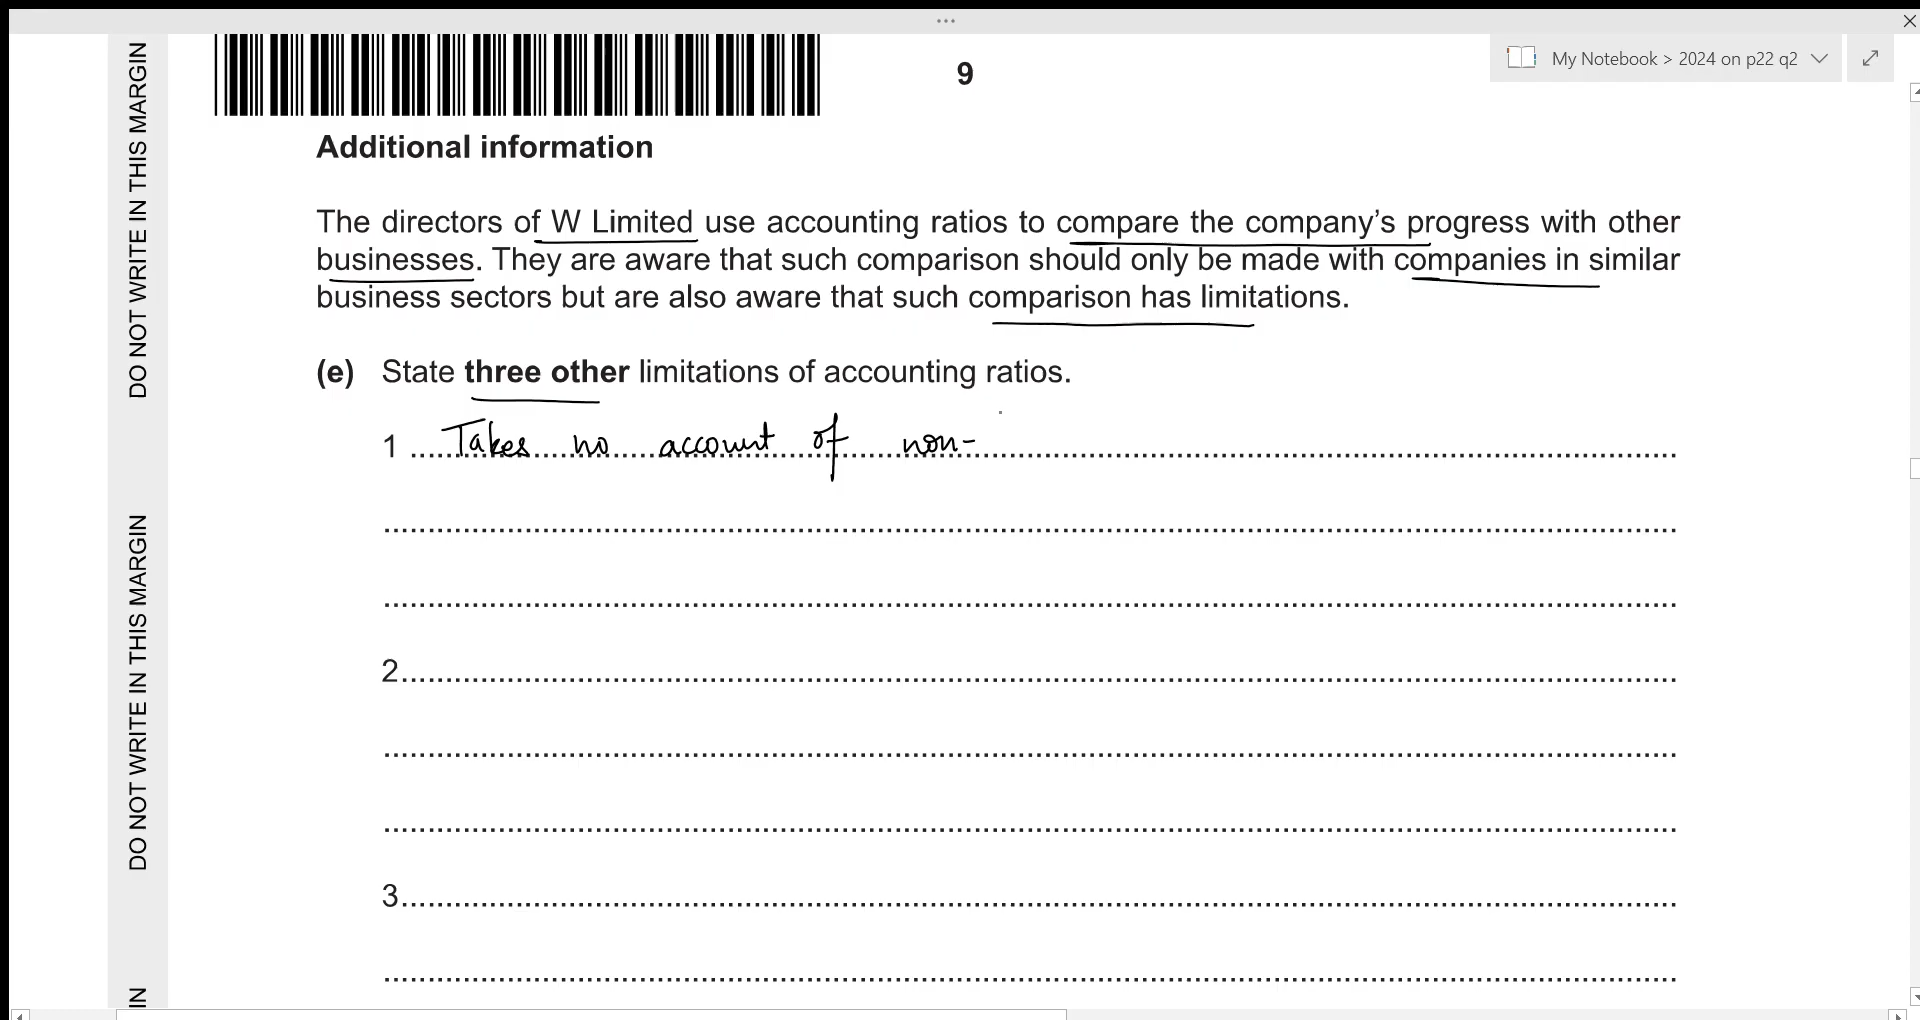 9
My Notebook > 2024 on p22 q2
DO NOT WRITE IN THIS MARGIN
Additional information
The directors of W Limited use accounting ratios to compare the company's progress with other
businesses. They are aware that such comparison should only be made with companies in similar
business sectors but are also aware that such comparison has limitations.
(e) State three other limitations of accounting ratios.
1 Takes no account of non-
DO NOT WRITE IN THIS MARGIN
2
3
IN